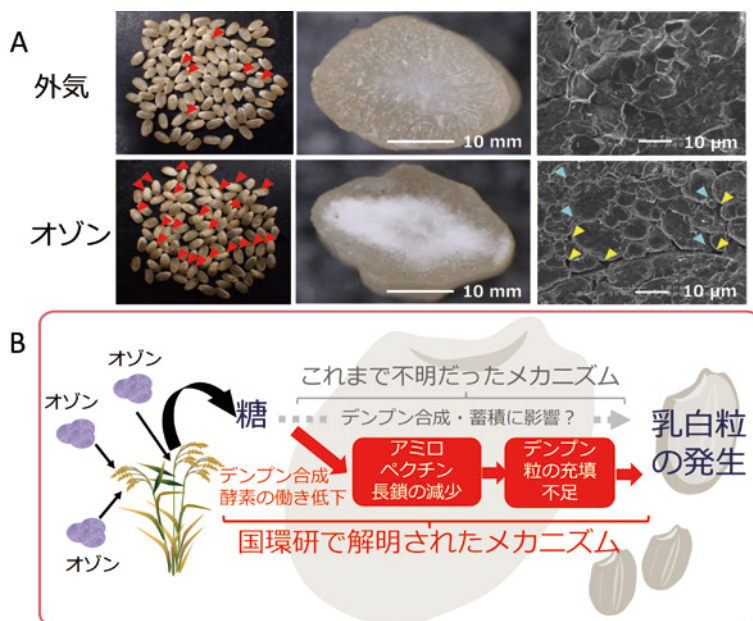 A
外気
10 mm
10 µm
オゾン
10 mm
10 µm
B
オゾン
オゾン
オゾン
糖
これまで不明だったメカニズム
デンプン合成・蓄積に影響？
デンプン合成
酵素の働き低下
アミロ
ペクチン
長鎖の減少
デンプン
粒の充填
不足
乳白粒
の発生
国環研で解明されたメカニズム